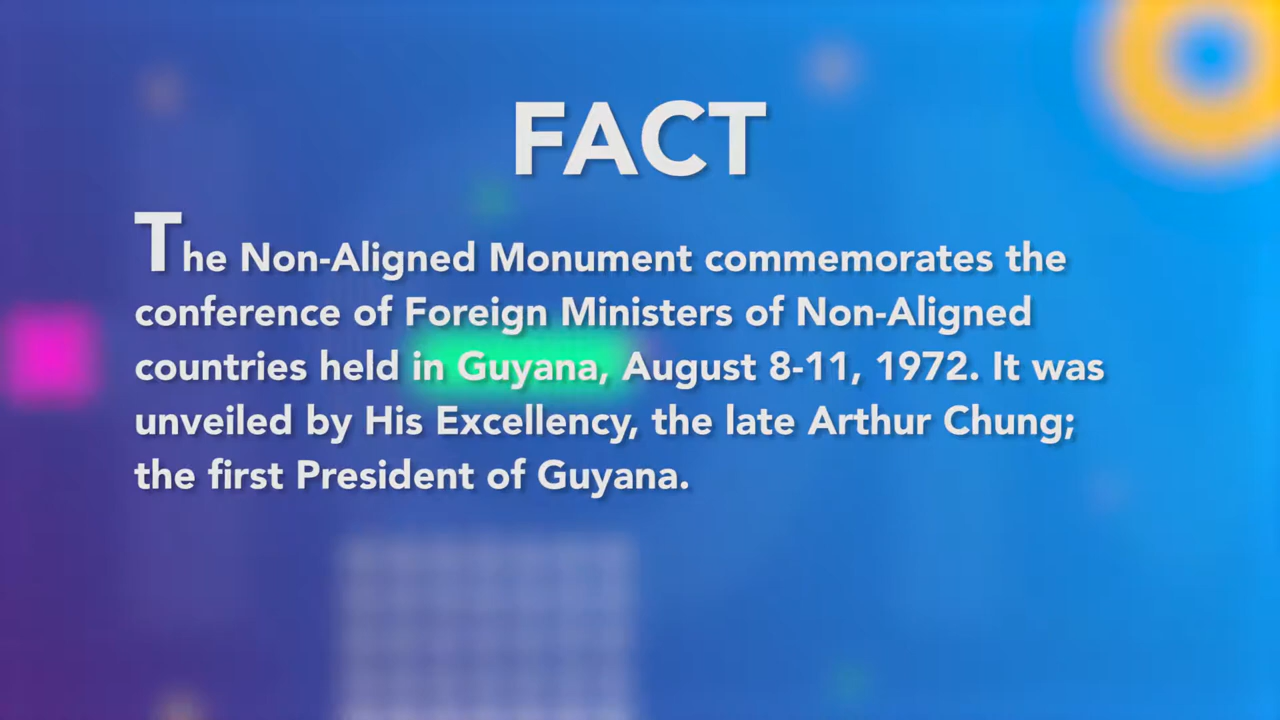 FACT
The Non-Aligned Monument commemorates the
conference of Foreign Ministers of Non-Aligned
countries held in Guyana, August 8-11, 1972. It was
unveiled by His Excellency, the late Arthur Chung;
the first President of Guyana.